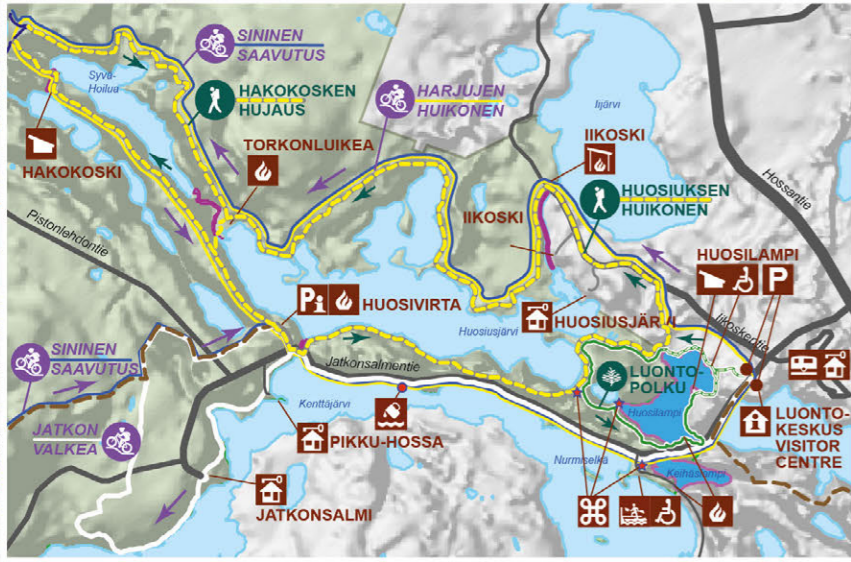 SININEN
SAAVUTUS
Syvä-
Hoilua
HAKOKOSKEN
HUJAUS
HARJUJEN
HUIKONEN
Iijärvi
IIKOSKI
Hossantie
HAKOKOSKI
TORKONLUIKEA
IIKOSKI
HUOSIUKSEN
HUIKONEN
Pistonlehdontie
HUOSILAMPI
P
P i
HUOSIVIRTA
Huosiusjärvi
HUOSIUSJÄRVI
Iikoskentie
SININEN
SAAVUTUS
Jatkonsalmentie
LUONTO-
POLKU
Huosilampi
Kenttäjärvi
JATKON
VALKEA
PIKKU-HOSSA
LUONTO-
KESKUS
VISITOR
CENTRE
Nurmiselkä
Keihäslampi
JATKONSALMI